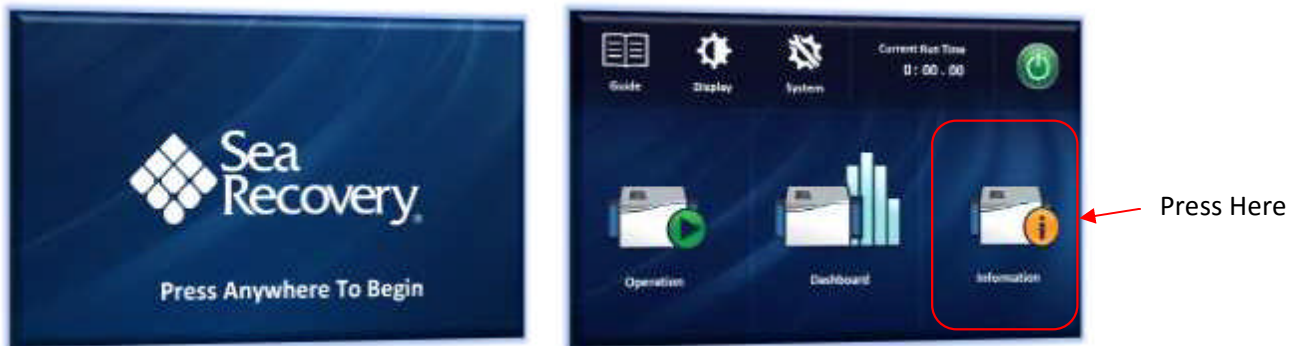 Sea
Recovery®
Press Anywhere To Begin
Guide
Display
System
Current Run Time
0 : 00 . 00
Operation
Dashboard
Information
Press Here